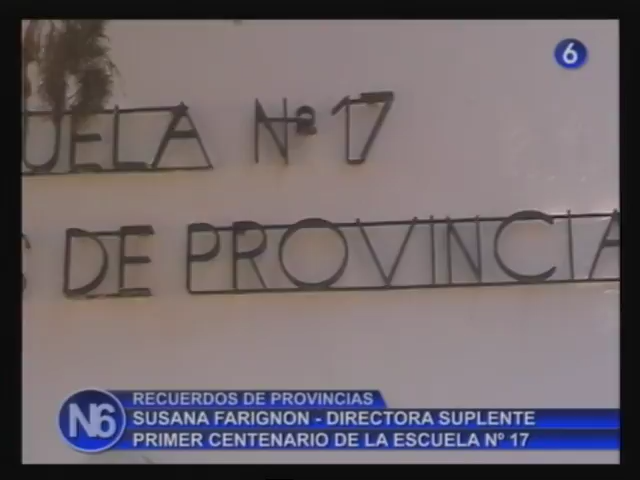 6
UELA Nº 17
S DE PROVINCIA
N6
RECUERDOS DE PROVINCIAS
SUSANA FARIGNON - DIRECTORA SUPLENTE
PRIMER CENTENARIO DE LA ESCUELA Nº 17